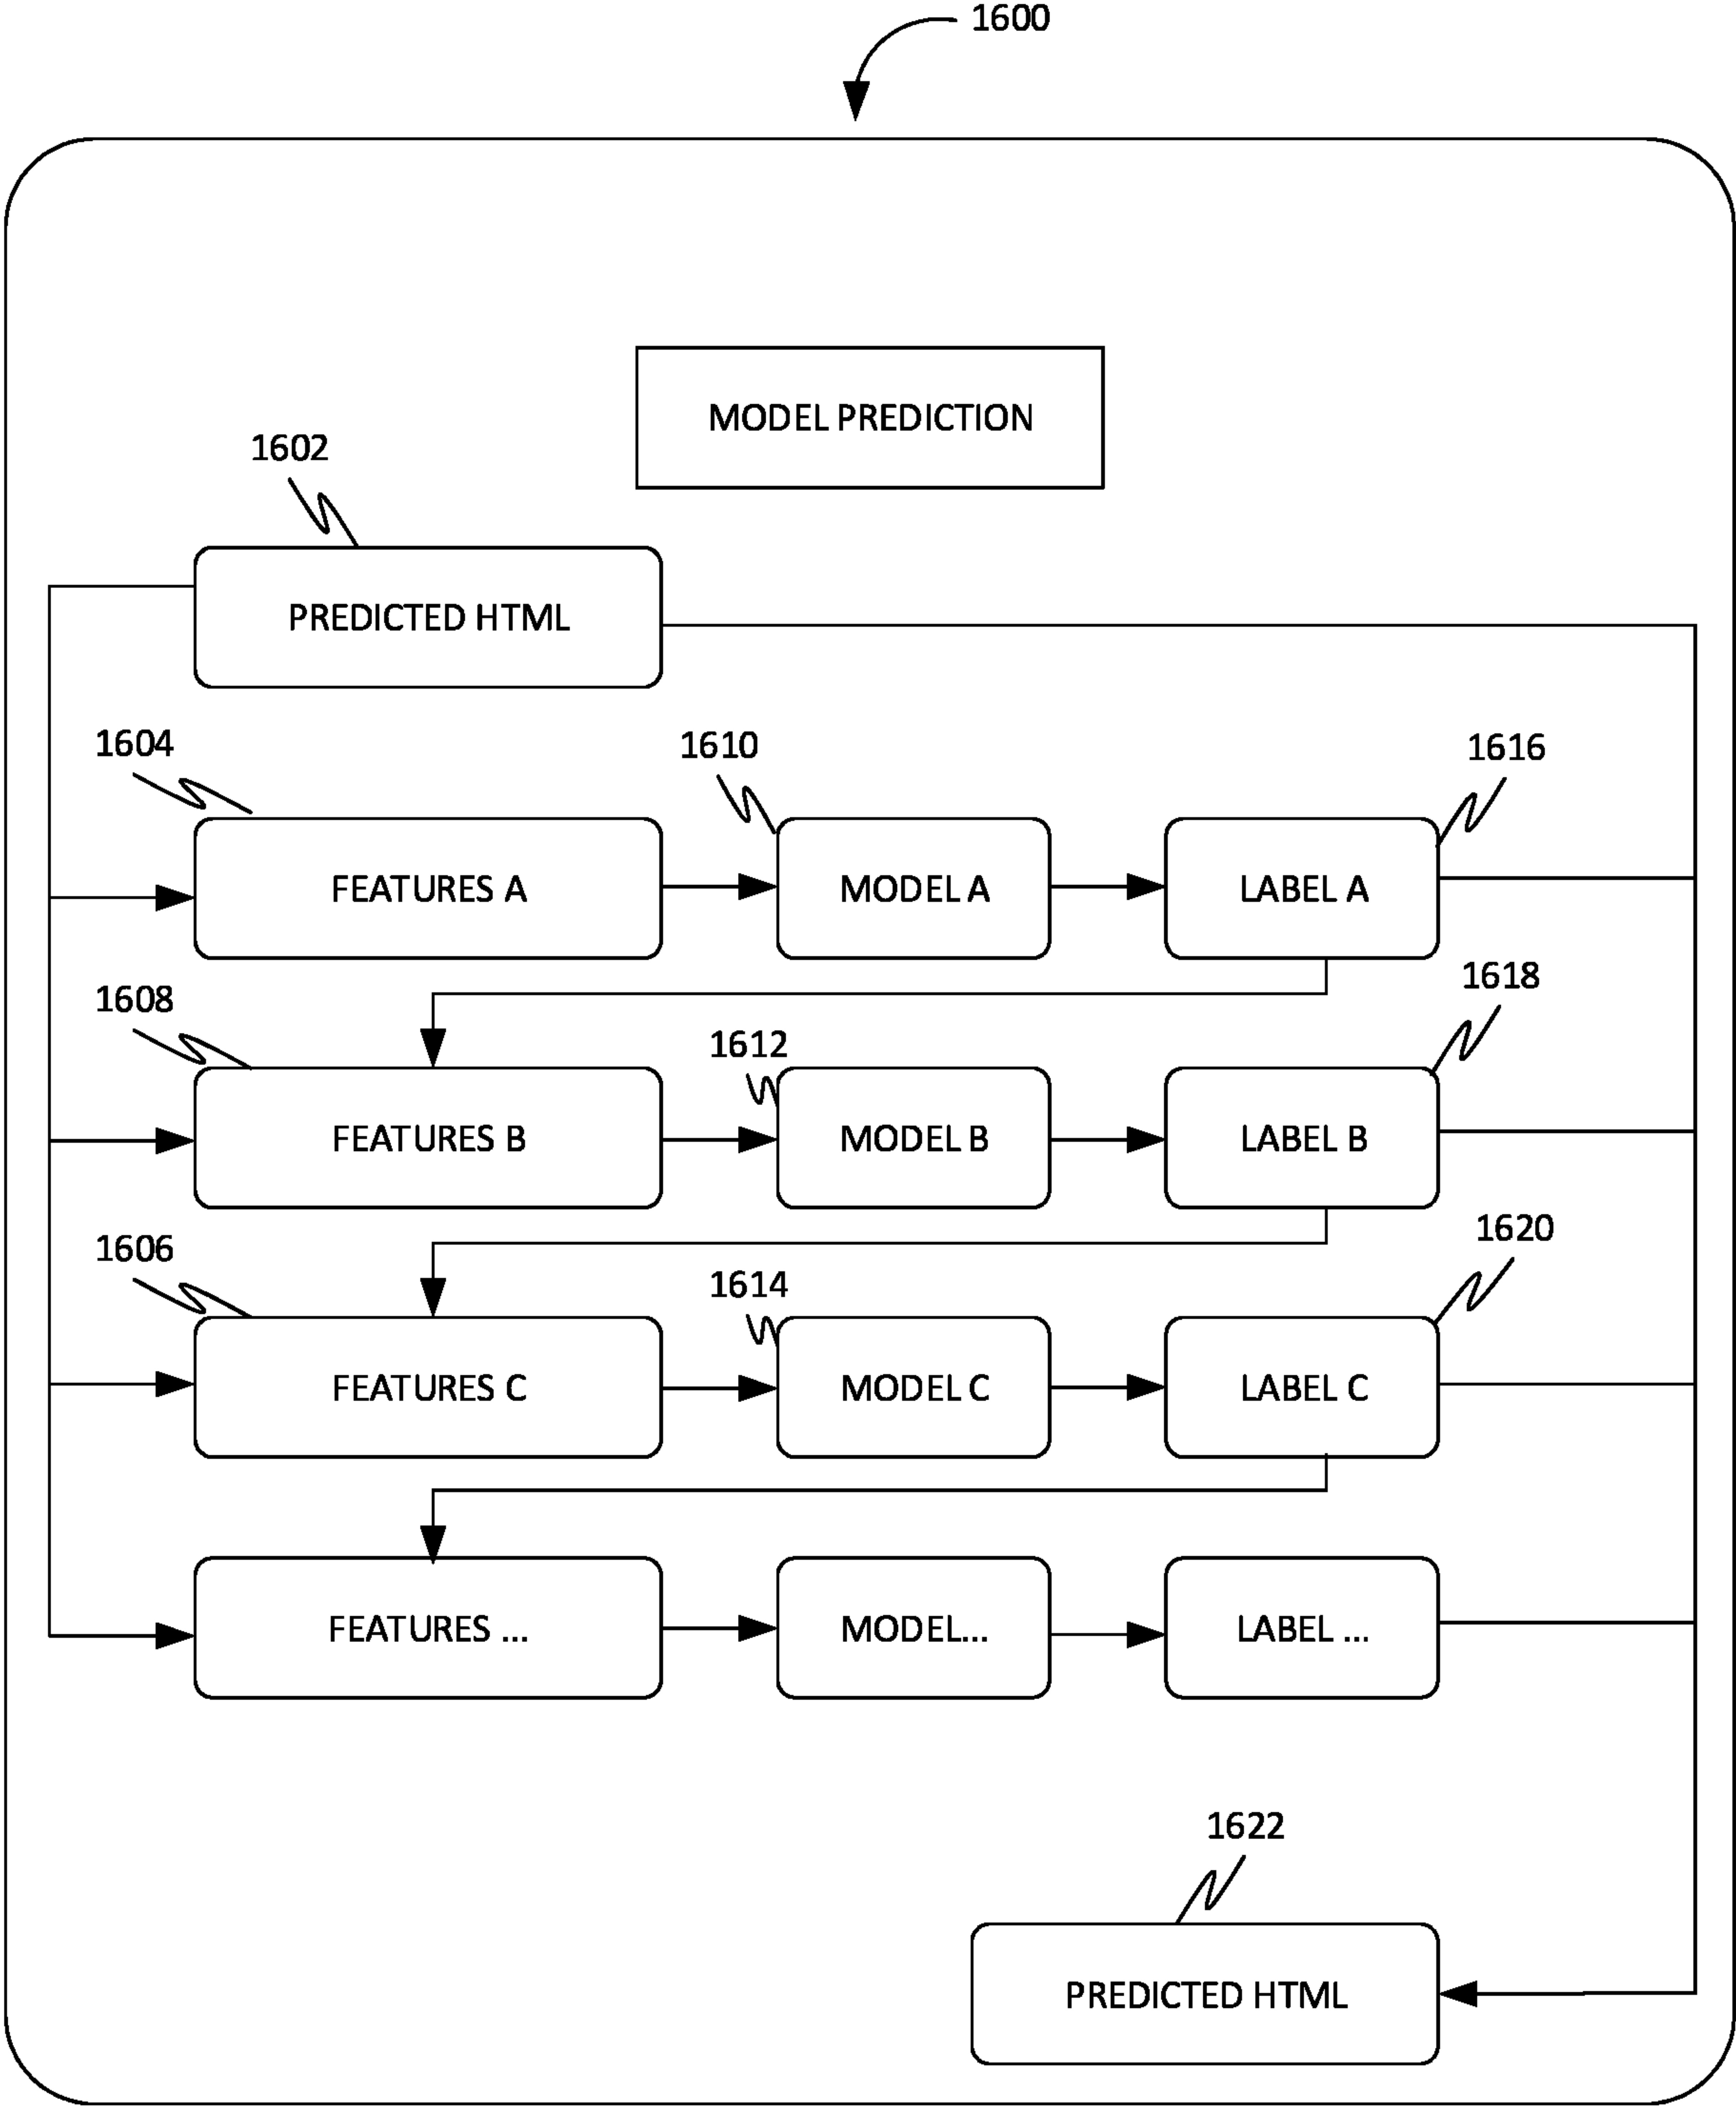 1600
MODEL PREDICTION
1602
PREDICTED HTML
1604
1610
1616
FEATURES A
MODEL A
LABEL A
1608
1612
1618
FEATURES B
MODEL B
LABEL B
1606
1614
1620
FEATURES C
MODEL C
LABEL C
FEATURES ...
MODEL...
LABEL ...
1622
PREDICTED HTML